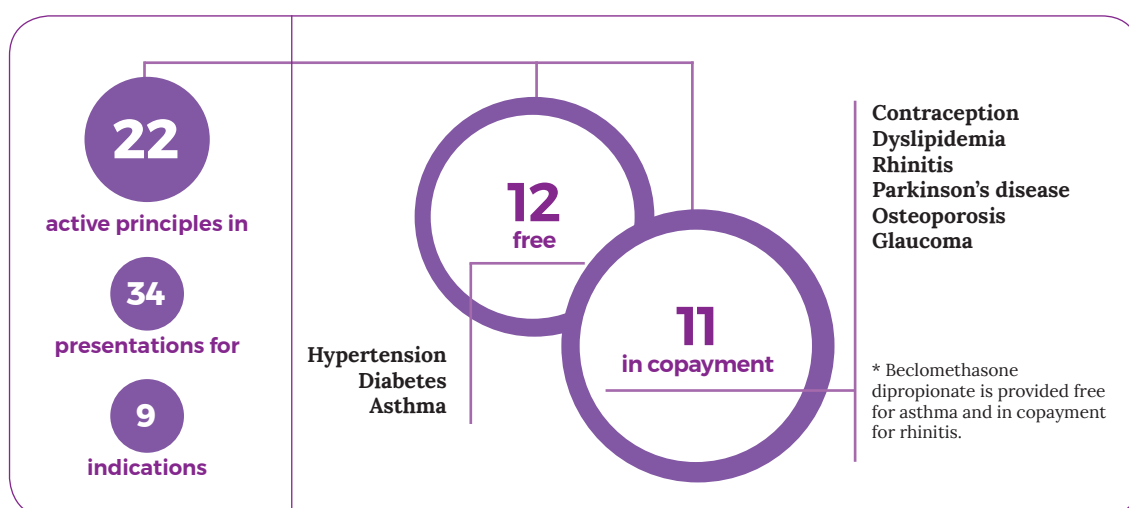 22
active principles in
34
presentations for
9
indications
12
free
Hypertension
Diabetes
Asthma
11
in copayment
Contraception
Dyslipidemia
Rhinitis
Parkinson’s disease
Osteoporosis
Glaucoma
* Beclomethasone
dipropionate is provided free
for asthma and in copayment
for rhinitis.